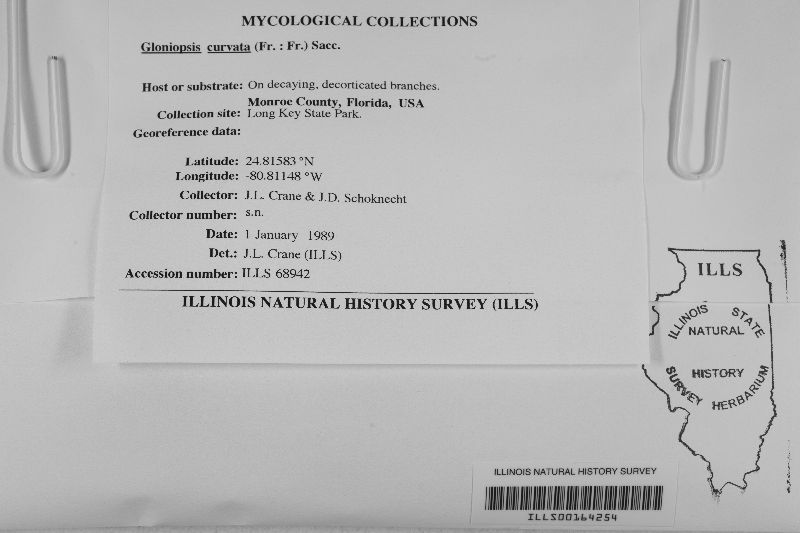 MYCOLOGICAL COLLECTIONS
Gloniopsis curvata (Fr. : Fr.) Sacc.
Host or substrate: On decaying, decorticated branches.
Monroe County, Florida, USA
Collection site: Long Key State Park.
Georeference data:
Latitude: 24.81583 °N
Longitude: -80.81148 °W
Collector: J.L. Crane & J.D. Schoknecht
Collector number: s.n.
Date: 1 January 1989
Det.: J.L. Crane (ILLS)
Accession number: ILLS 68942
ILLINOIS NATURAL HISTORY SURVEY (ILLS)
ILLS
ILLINOIS STATE
NATURAL
HISTORY
SURVEY HERBARIUM
ILLINOIS NATURAL HISTORY SURVEY
ILLS00164254